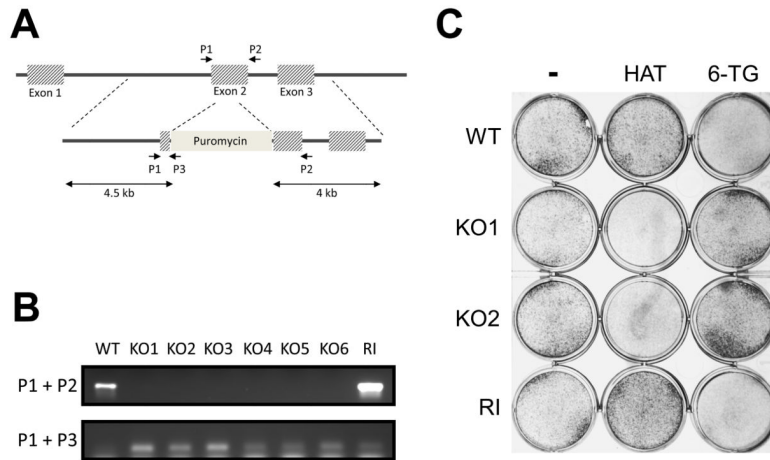 A
P1
P2
Exon 1
Exon 2
Exon 3
Puromycin
P1
P3
P2
4.5 kb
4 kb
B
WT KO1 KO2 KO3 KO4 KO5 KO6 RI
P1 + P2
P1 + P3
C
- HAT 6-TG
WT
KO1
KO2
RI